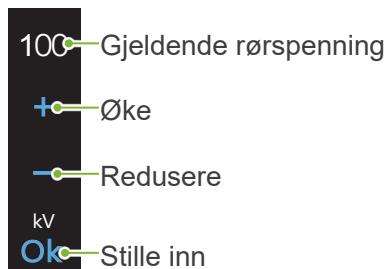 100 Gjeldende rørspenning
+ Øke
− Redusere
kV
Ok Stille inn